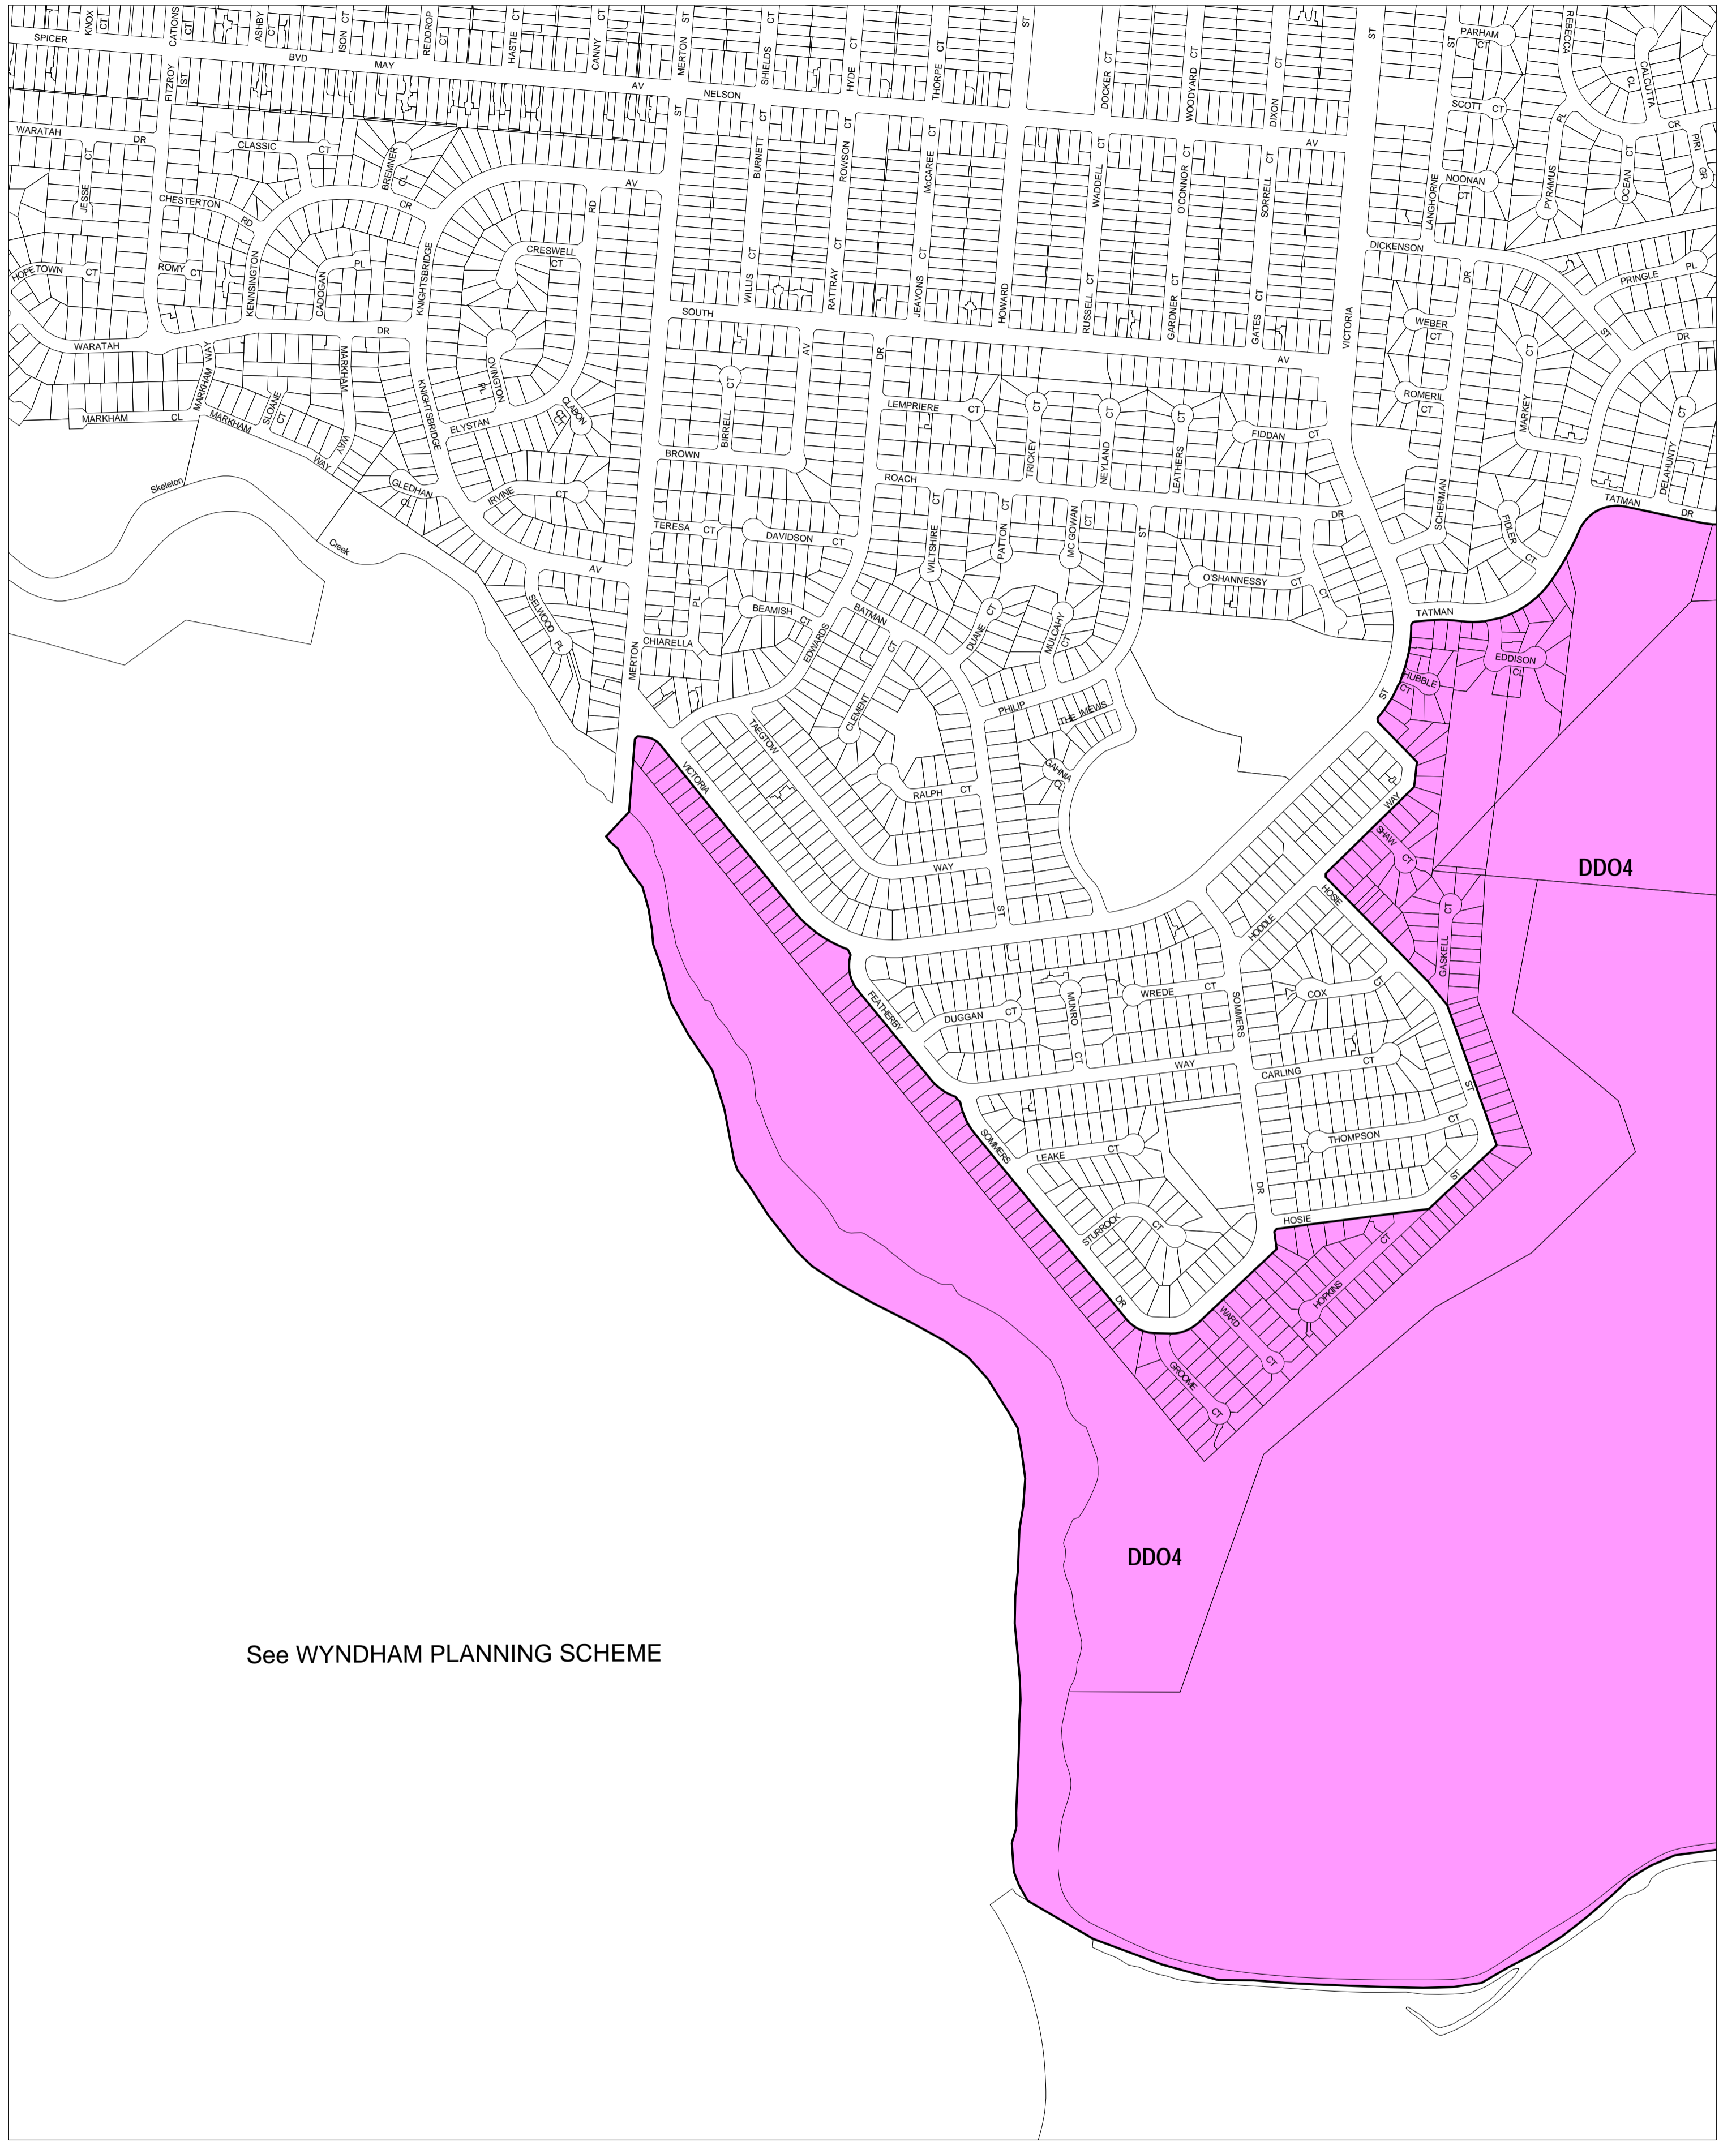 KNOX
CT
SPICER
CATIONS
CT
ASHBY
CT
ISON CT
REDDROP
CT
HASTIE CT
CANNY CT
MERTON ST
SHIELDS CT
HYDE CT
THORPE CT
ST
DOCKER CT
WOODYARD CT
DIXON CT
ST
ST
PARHAM
CT
REBECCA
CALCUTTA
CL
FITZROY
ST
BVD
MAY
AV
NELSON
ST
SCOTT CT
PL
CR
PIRI
GR
WARATAH
DR
JESSE CT
CLASSIC CT
BREMNER
CL
BURNETT CT
ROWSON CT
McCAREE CT
WADDELL CT
O'CONNOR CT
SORRELL CT
AV
LANGHORNE
NOONAN
CT
PYRAMUS
OCEAN CT
CHESTERTON
RD
CR
AV
RD
HOPETOWN CT
ROMY CT
KENNSINGTON
CADOGAN
PL
KNIGHTSBRIDGE
CRESWELL
CT
WILLIS CT
RATTRAY CT
JEAVONS CT
HOWARD
RUSSELL CT
GARDNER CT
GATES CT
VICTORIA
DICKENSON
DR
PRINGLE PL
SOUTH
WEBER
CT
ST
DR
WARATAH
DR
MARKHAM WAY
MARKHAM
WAY
OVINGTON
PL
AV
DR
AV
MARKEY CT
ROMERIL
CT
MARKHAM CL
MARKHAM
WAY
SLOANE
CT
KNIGHTSBRIDGE
ELYSTAN
CT
CLABON
BIRRELL CT
LEMPRIERE CT
TRICKEY CT
NEYLAND CT
LEATHERS CT
FIDDAN CT
DELAHUNTY CT
BROWN
ROACH
Skeleton
Creek
GLEDHAN
CL
IRVINE CT
TERESA CT
DAVIDSON CT
WILTSHIRE CT
PATTON CT
MC GOWAN
CT
ST
DR
SCHERMAN
FIDLER
CT
TATMAN
DR
AV
SELWOOD
PL
PL
BEAMISH
CT
BATMAN
O'SHANNESSY CT
CT
TATMAN
CHIARELLA
MERTON
EDWARDS
CT
CLEMENT
DUANE CT
MULCAHY
CT
EDDISON
CL
HUBBLE
CT
ST
PHILIP
THE MEWS
TAEGTOW
VICTORIA
GAHNIA
CL
RALPH CT
WAY
SHAW
CT
WAY
ST
DDO4
HOSIE
HODDLE
CT
GASKELL
FEATHERBY
DUGGAN CT
MUNRO
CT
WREDE CT
SOMMERS
COX CT
WAY
CARLING CT
ST
SOMMERS
LEAKE CT
THOMPSON CT
ST
DR
HOSIE
STURROCK
CT
CT
HOPKINS
DR
WARD
CT
GROOME
CT
DDO4
See WYNDHAM PLANNING SCHEME